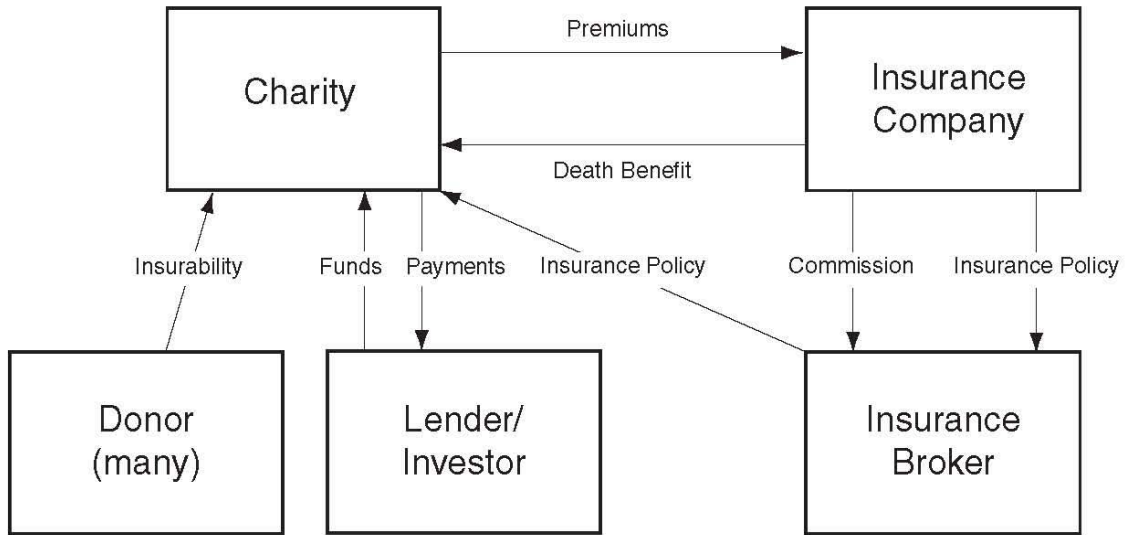 Premiums
Charity
Insurance
Company
Death Benefit
Insurability
Funds
Payments
Insurance Policy
Commission
Insurance Policy
Donor
(many)
Lender/
Investor
Insurance
Broker